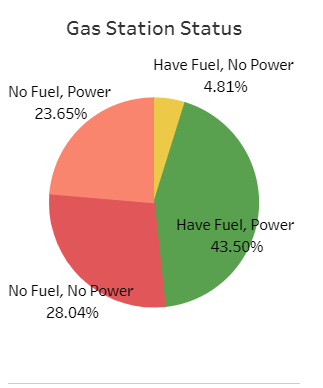 Gas Station Status
Have Fuel, No Power
4.81%
No Fuel, Power
23.65%
Have Fuel, Power
43.50%
No Fuel, No Power
28.04%